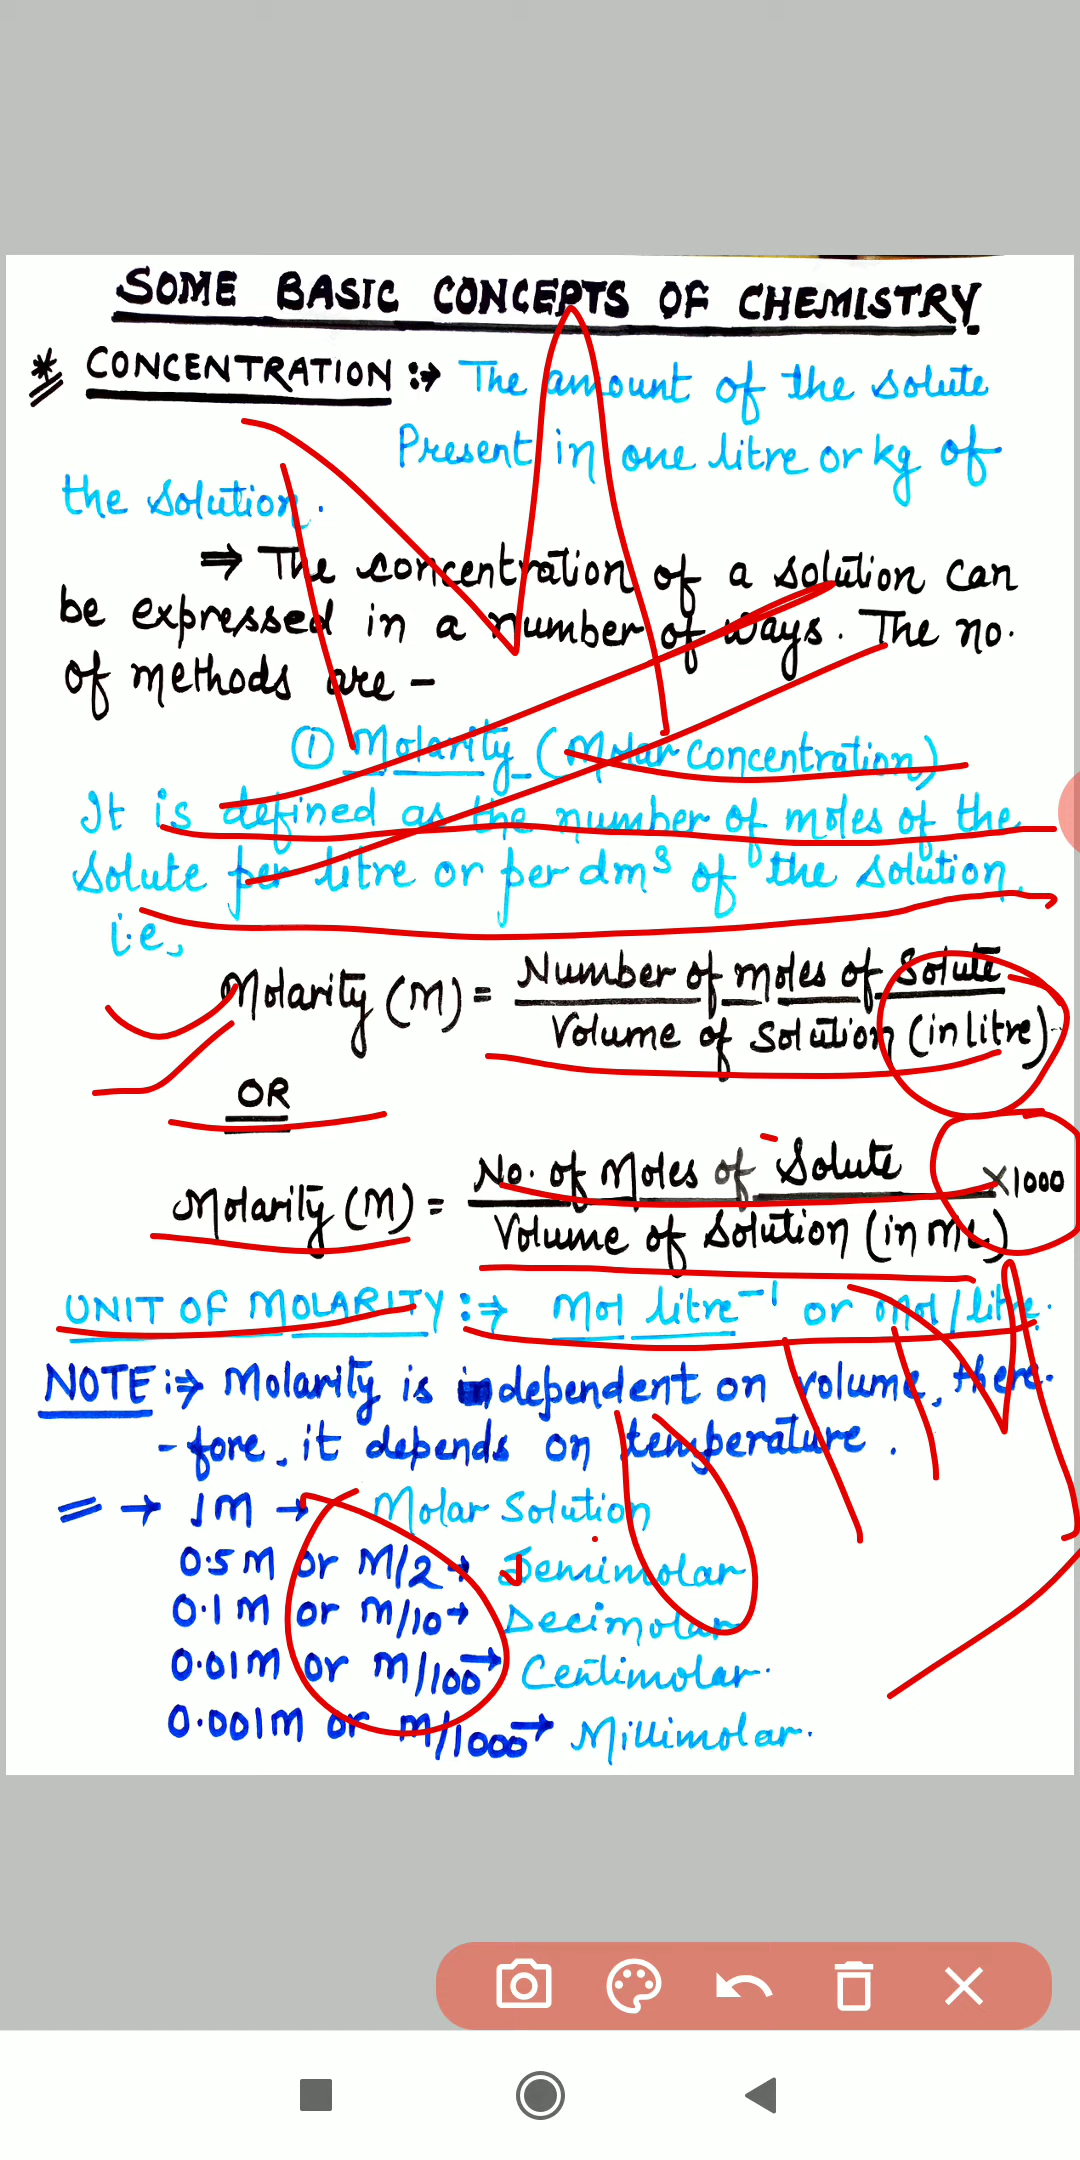 SOME BASIC CONCEPTS OF CHEMISTRY
* CONCENTRATION :→ The amount of the solute
Present in one litre or kg of
the solution.
⇒ The concentration of a solution can
be expressed in a number of ways. The no.
of methods are -
① Molarity (Molar concentration)
It is defined as the number of moles of the
solute per litre or per dm³ of the solution.
i.e,
Molarity (M) = Number of moles of Solute
Volume of Solution (in litre).
OR
Molarity (M) = No. of Moles of Solute ×1000
Volume of Solution (in mL)
UNIT OF MOLARITY :→ Mol litre⁻¹ or mol/litre.
NOTE :⇒ Molarity is dependent on volume, there-
-fore, it depends on temperature.
= → 1M → Molar Solution
0.5M or M/2 → Semimolar
0.1M or M/10 → Decimolar
0.01M or M/100 → Centimolar.
0.001M or M/1000 → Millimolar.